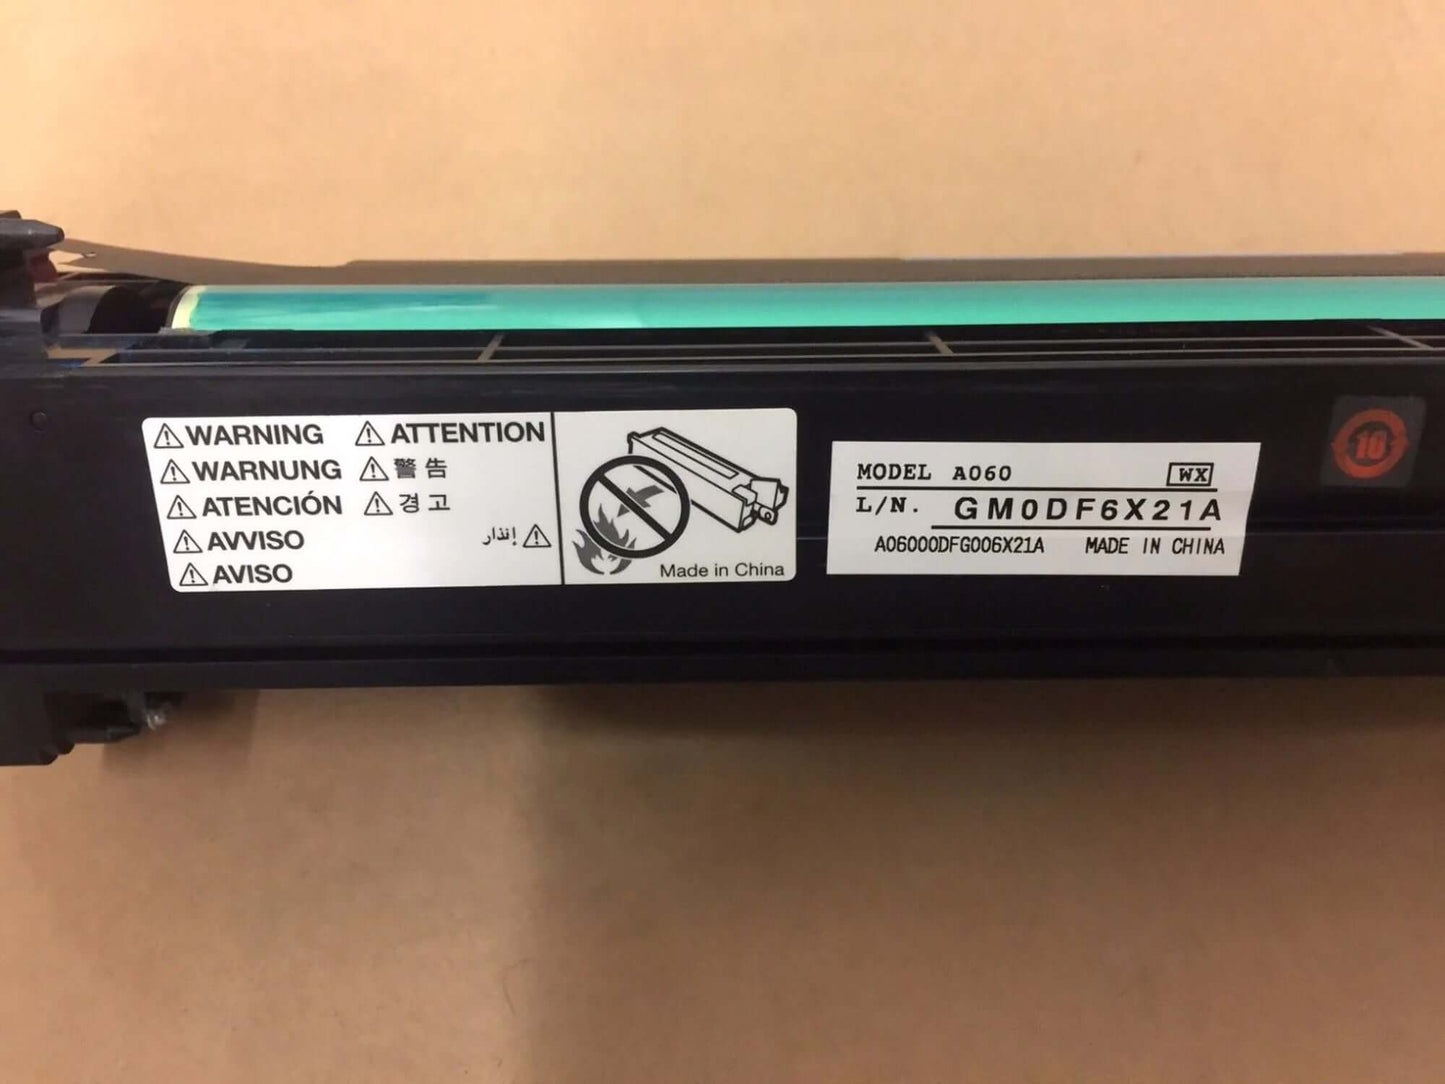 ⚠ WARNING ⚠ ATTENTION
⚠ WARNUNG ⚠ 警告
⚠ ATENCIÓN ⚠ 경고
⚠ AVVISO ⚠ إنذار
⚠ AVISO
Made in China
MODEL A060 WX
L/N. GM0DF6X21A
A06000DFG006X21A MADE IN CHINA
10